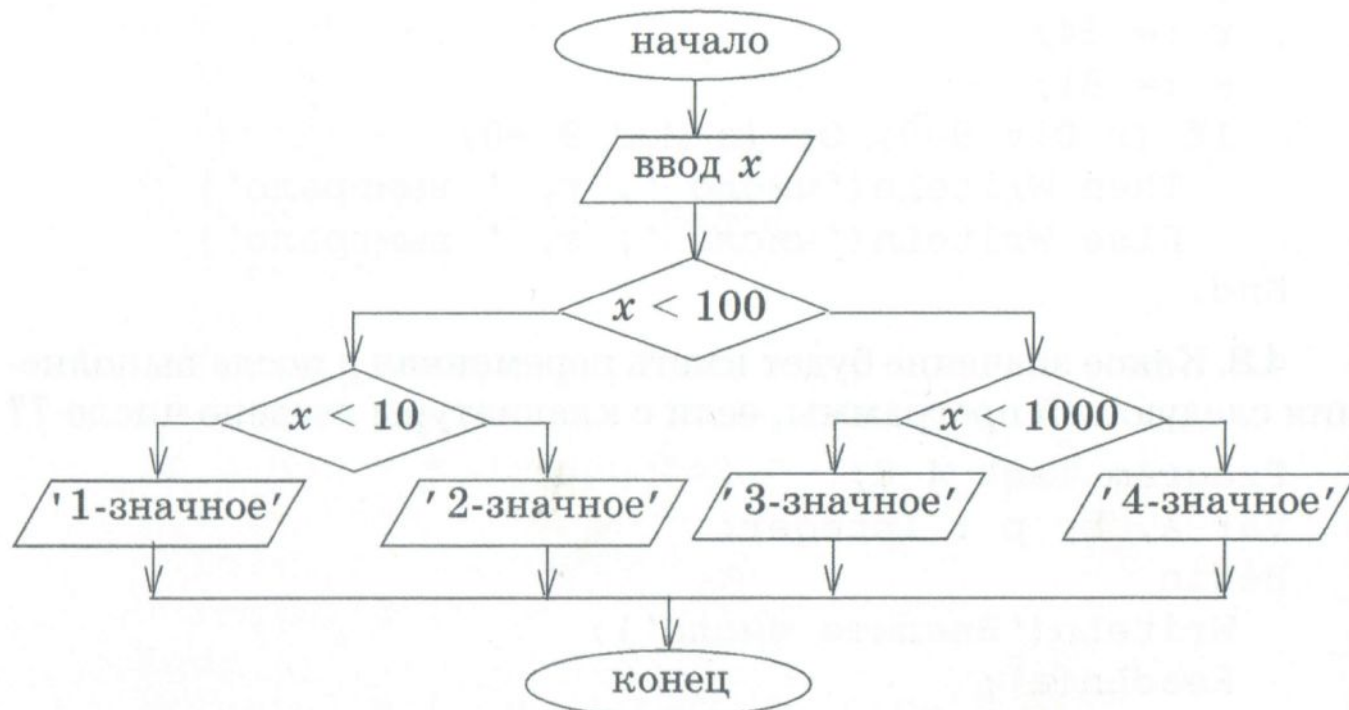 начало
ввод x
x < 100
x < 10
x < 1000
'1-значное'
'2-значное'
'3-значное'
'4-значное'
конец